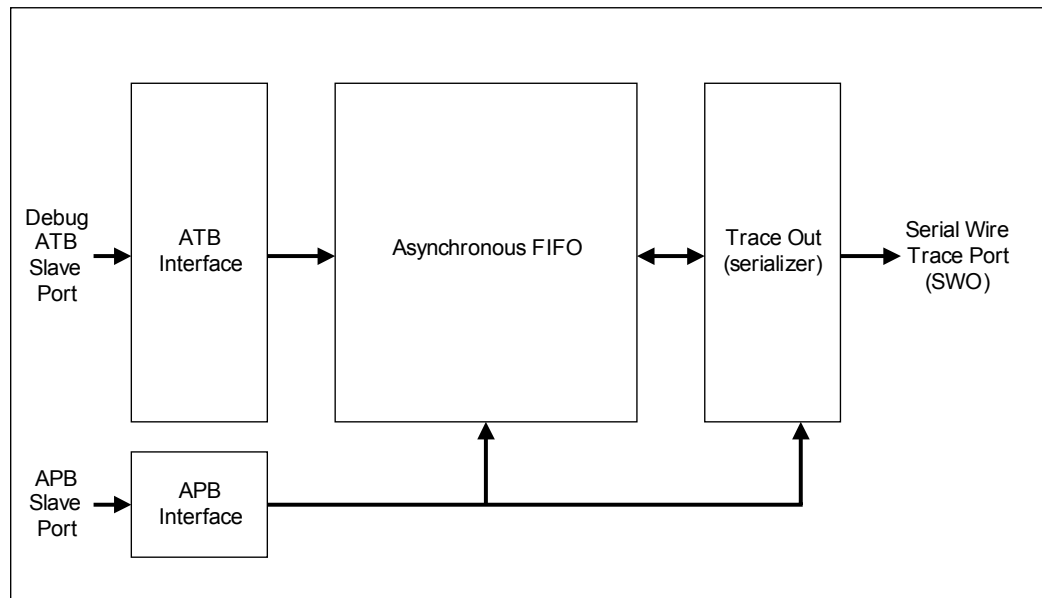 Debug
ATB
Slave
Port
ATB
Interface
Asynchronous FIFO
Trace Out
(serializer)
Serial Wire
Trace Port
(SWO)
APB
Slave
Port
APB
Interface